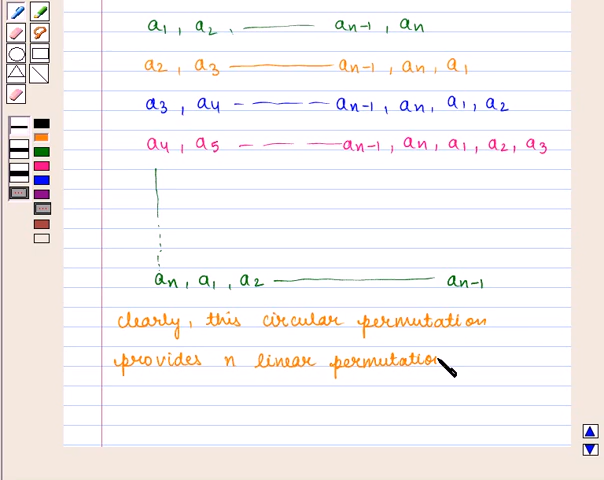 a1, a2, ——— an-1, an
a2, a3 ——— an-1, an, a1
a3, a4 - — — — an-1, an, a1, a2
a4, a5 - — — — an-1, an, a1, a2, a3
an, a1, a2 ——— an-1
clearly, this circular permutation
provides n linear permutation